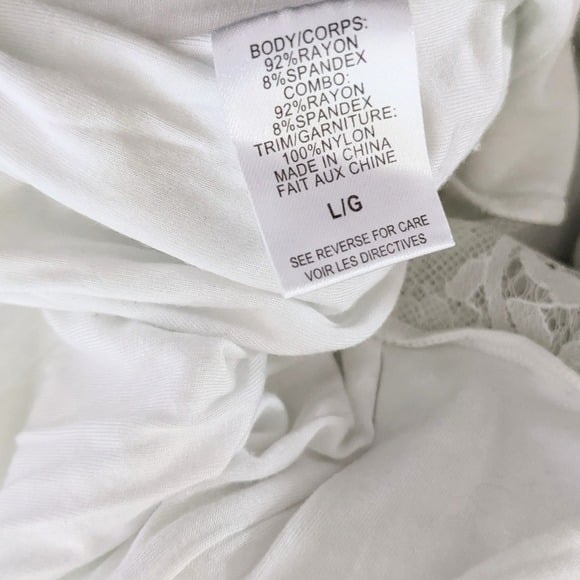 BODY/CORPS:
92%RAYON
8%SPANDEX
COMBO:
92%RAYON
8%SPANDEX
TRIM/GARNITURE:
100%NYLON
MADE IN CHINA
FAIT AUX CHINE
L/G
SEE REVERSE FOR CARE
VOIR LES DIRECTIVES